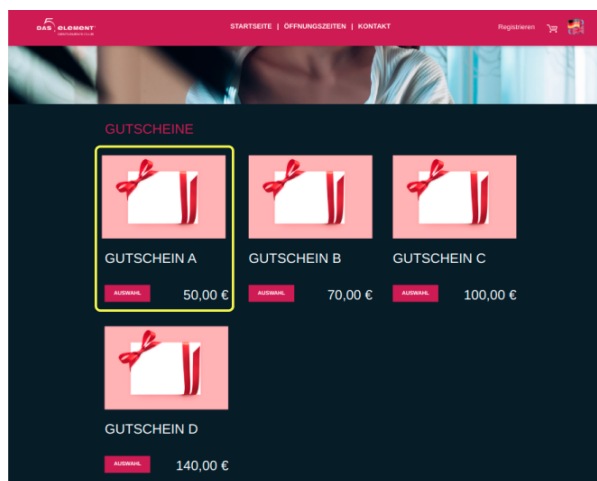 DAS 5 ELEMENT
STARTSEITE | ÖFFNUNGSZEITEN | KONTAKT
Registrieren
GUTSCHEINE
GUTSCHEIN A
GUTSCHEIN B
GUTSCHEIN C
AUSWAHL 50,00 €
AUSWAHL 70,00 €
AUSWAHL 100,00 €
GUTSCHEIN D
AUSWAHL 140,00 €